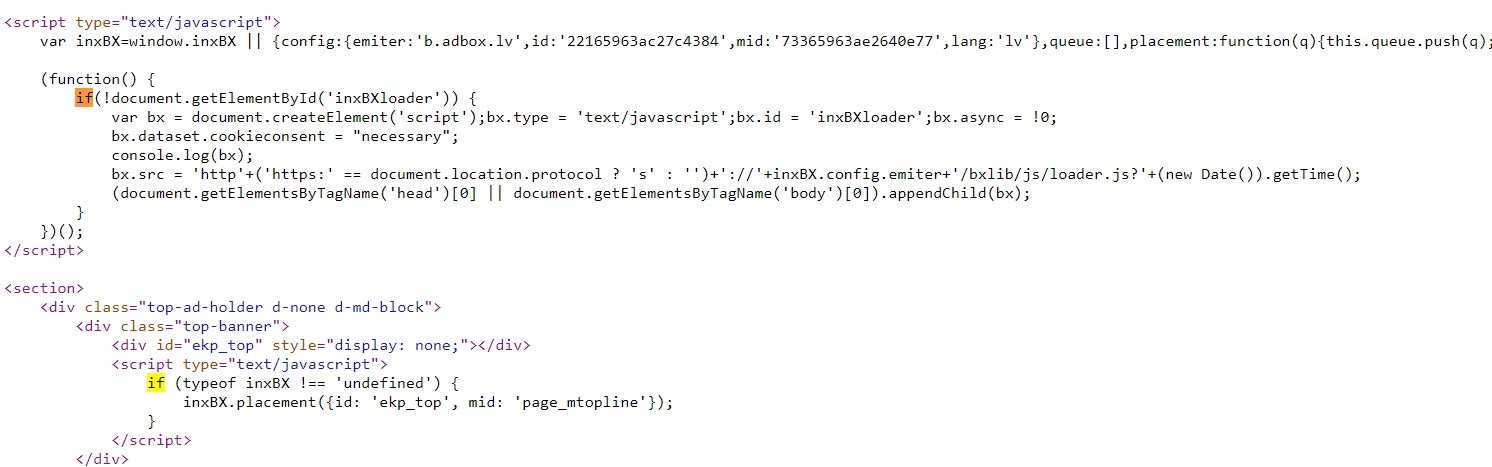 <script type="text/javascript">
var inxBX=window.inxBX || {config:{emiter:'b.adbox.lv',id:'22165963ac27c4384',mid:'73365963ae2640e77',lang:'lv'},queue:[],placement:function(q){this.queue.push(q);
(function() {
if(!document.getElementById('inxBXloader')) {
var bx = document.createElement('script');bx.type = 'text/javascript';bx.id = 'inxBXloader';bx.async = !0;
bx.dataset.cookieconsent = "necessary";
console.log(bx);
bx.src = 'http'+('https:' == document.location.protocol ? 's' : '')+'://'+inxBX.config.emiter+'/bxlib/js/loader.js?'+(new Date()).getTime();
(document.getElementsByTagName('head')[0] || document.getElementsByTagName('body')[0]).appendChild(bx);
}
})();
</script>
<section>
<div class="top-ad-holder d-none d-md-block">
<div class="top-banner">
<div id="ekp_top" style="display: none;"></div>
<script type="text/javascript">
if (typeof inxBX !== 'undefined') {
inxBX.placement({id: 'ekp_top', mid: 'page_mtopline'});
}
</script>
</div>